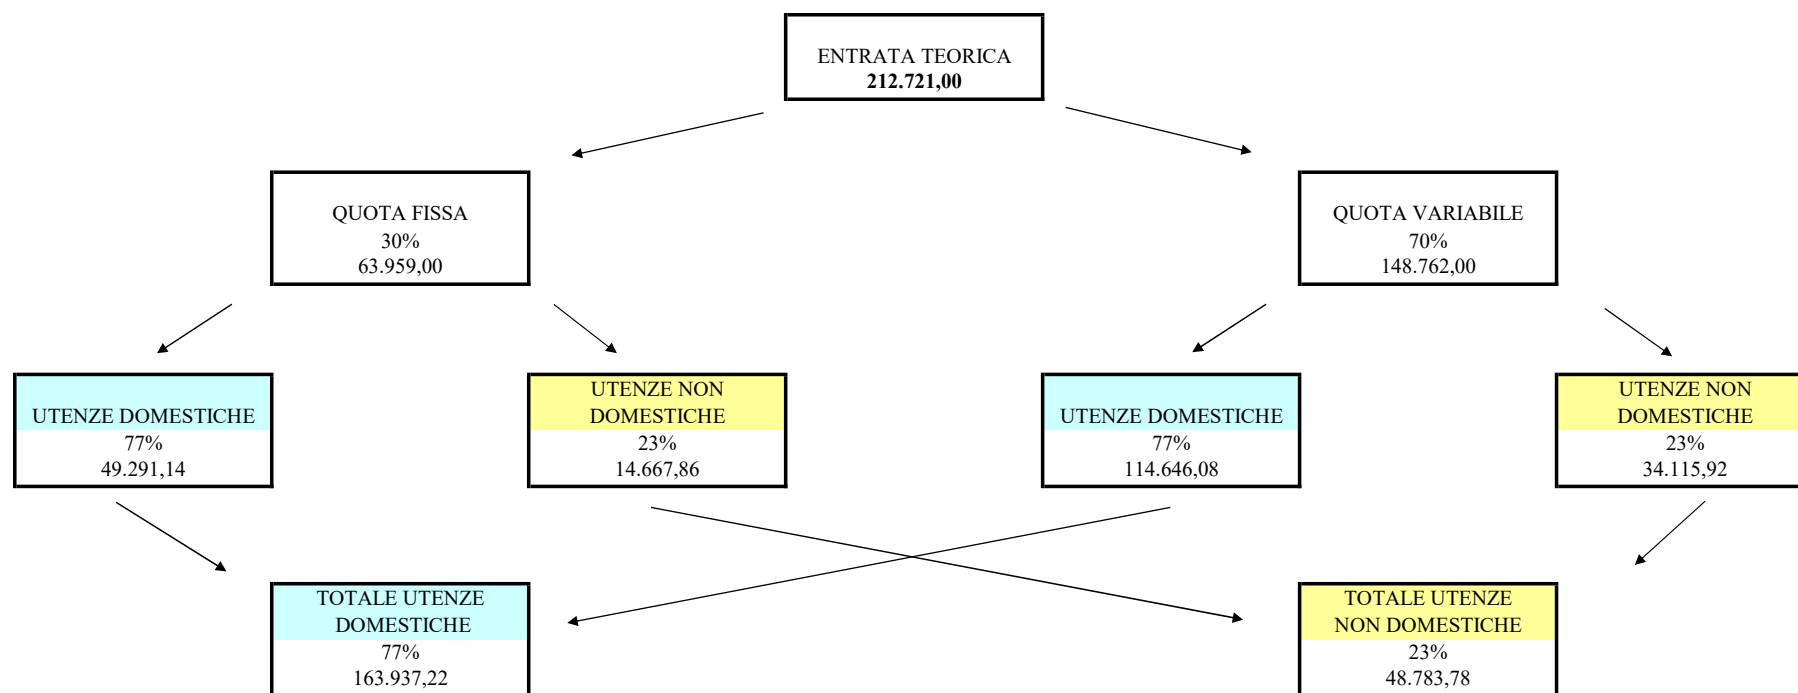 ENTRATA TEORICA
212.721,00
QUOTA FISSA
30%
63.959,00
QUOTA VARIABILE
70%
148.762,00
UTENZE DOMESTICHE
77%
49.291,14
UTENZE NON
DOMESTICHE
23%
14.667,86
UTENZE DOMESTICHE
77%
114.646,08
UTENZE NON
DOMESTICHE
23%
34.115,92
TOTALE UTENZE
DOMESTICHE
77%
163.937,22
TOTALE UTENZE
NON DOMESTICHE
23%
48.783,78